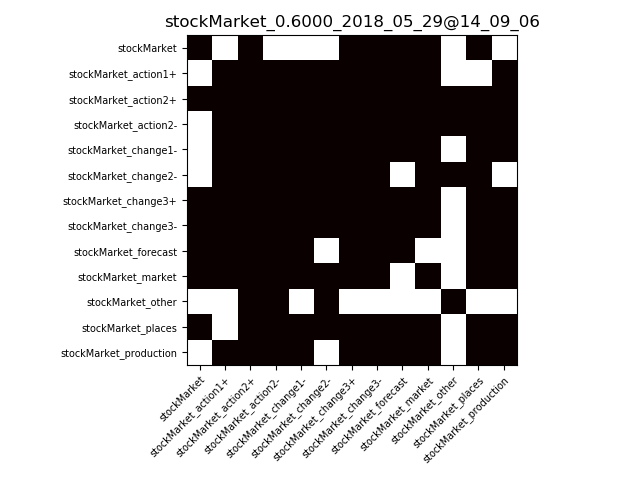 stockMarket_0.6000_2018_05_29@14_09_06
stockMarket
stockMarket_action1+
stockMarket_action2+
stockMarket_action2-
stockMarket_change1-
stockMarket_change2-
stockMarket_change3+
stockMarket_change3-
stockMarket_forecast
stockMarket_market
stockMarket_other
stockMarket_places
stockMarket_production
stockMarket
stockMarket_action1+
stockMarket_action2+
stockMarket_action2-
stockMarket_change1-
stockMarket_change2-
stockMarket_change3+
stockMarket_change3-
stockMarket_forecast
stockMarket_market
stockMarket_other
stockMarket_places
stockMarket_production